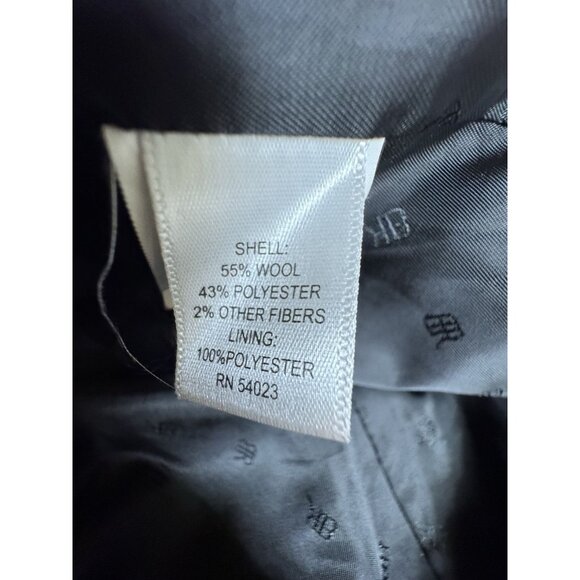 SHELL:
55% WOOL
43% POLYESTER
2% OTHER FIBERS
LINING:
100%POLYESTER
RN 54023